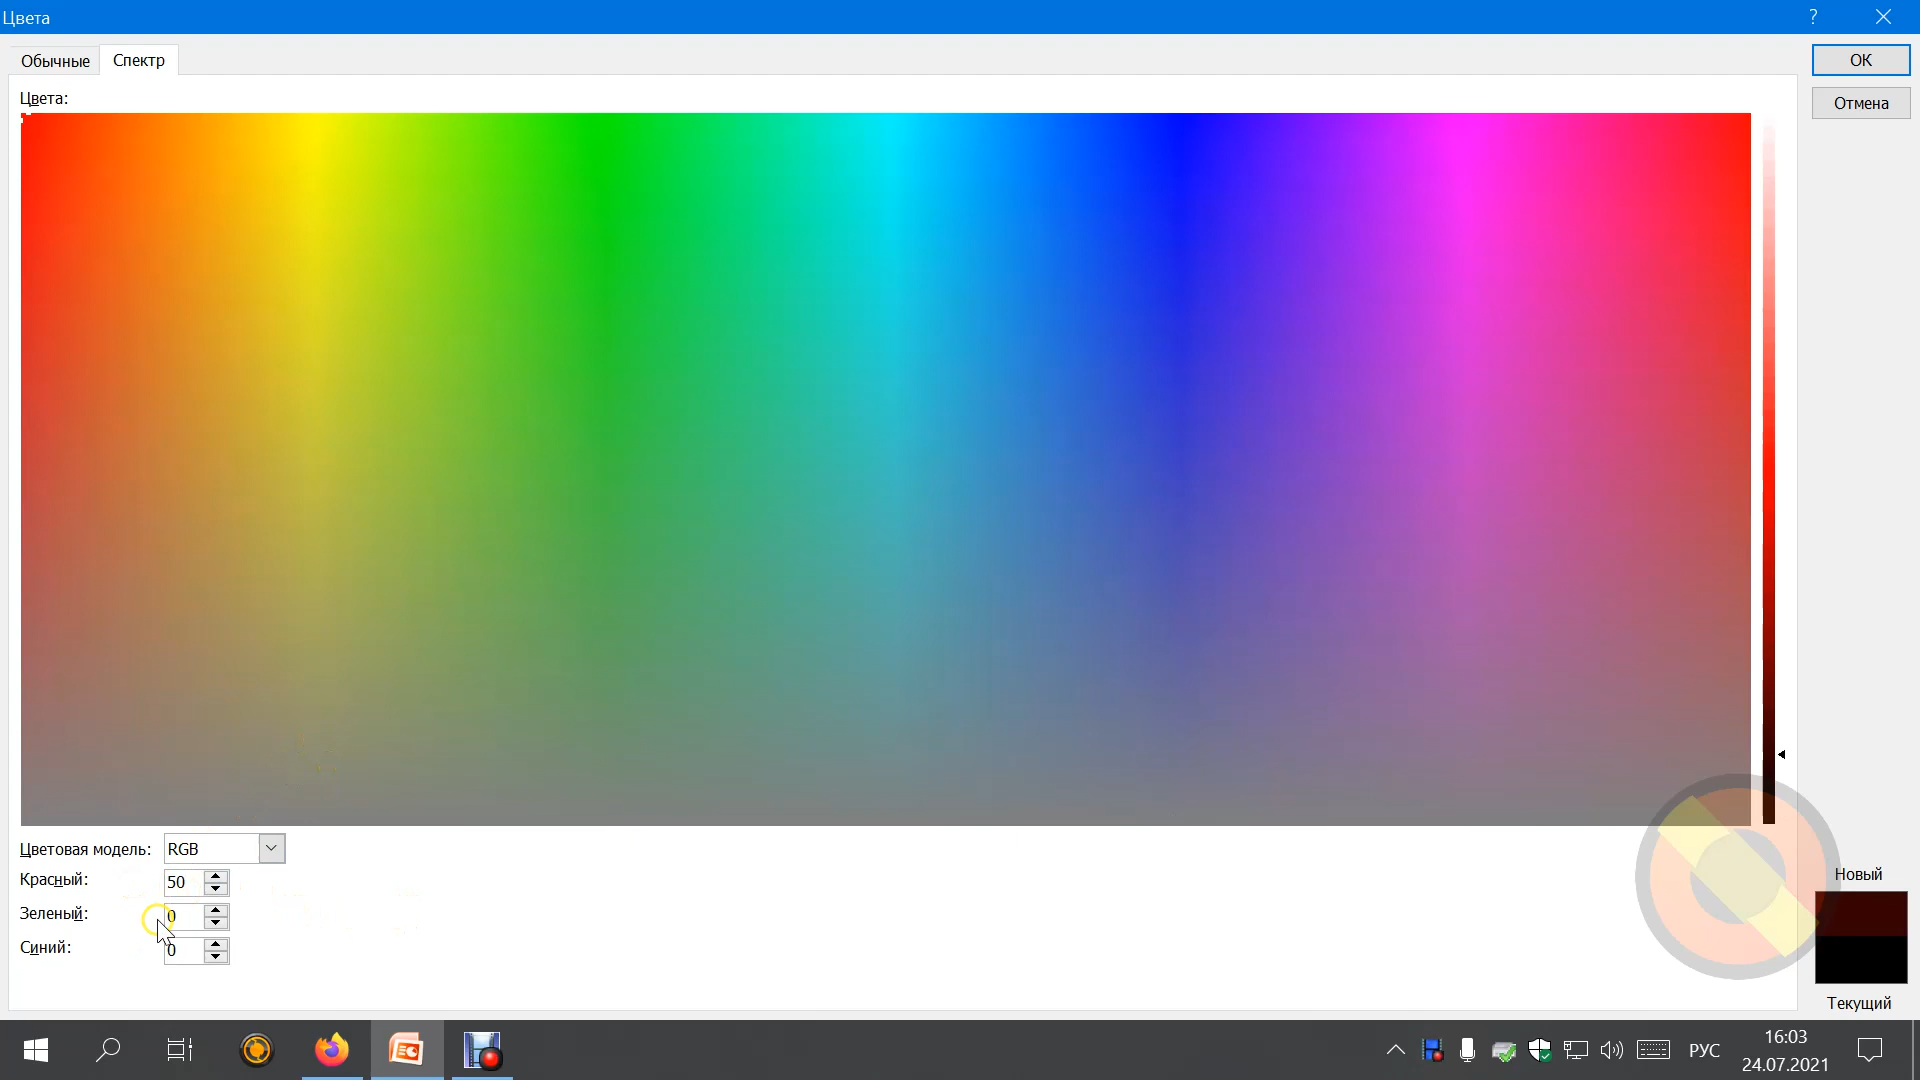 Цвета
?
Обычные
Спектр
ОК
Отмена
Цвета:
Цветовая модель:
RGB
Красный:
50
Зеленый:
0
Синий:
0
Новый
Текущий
РУС
16:03
24.07.2021